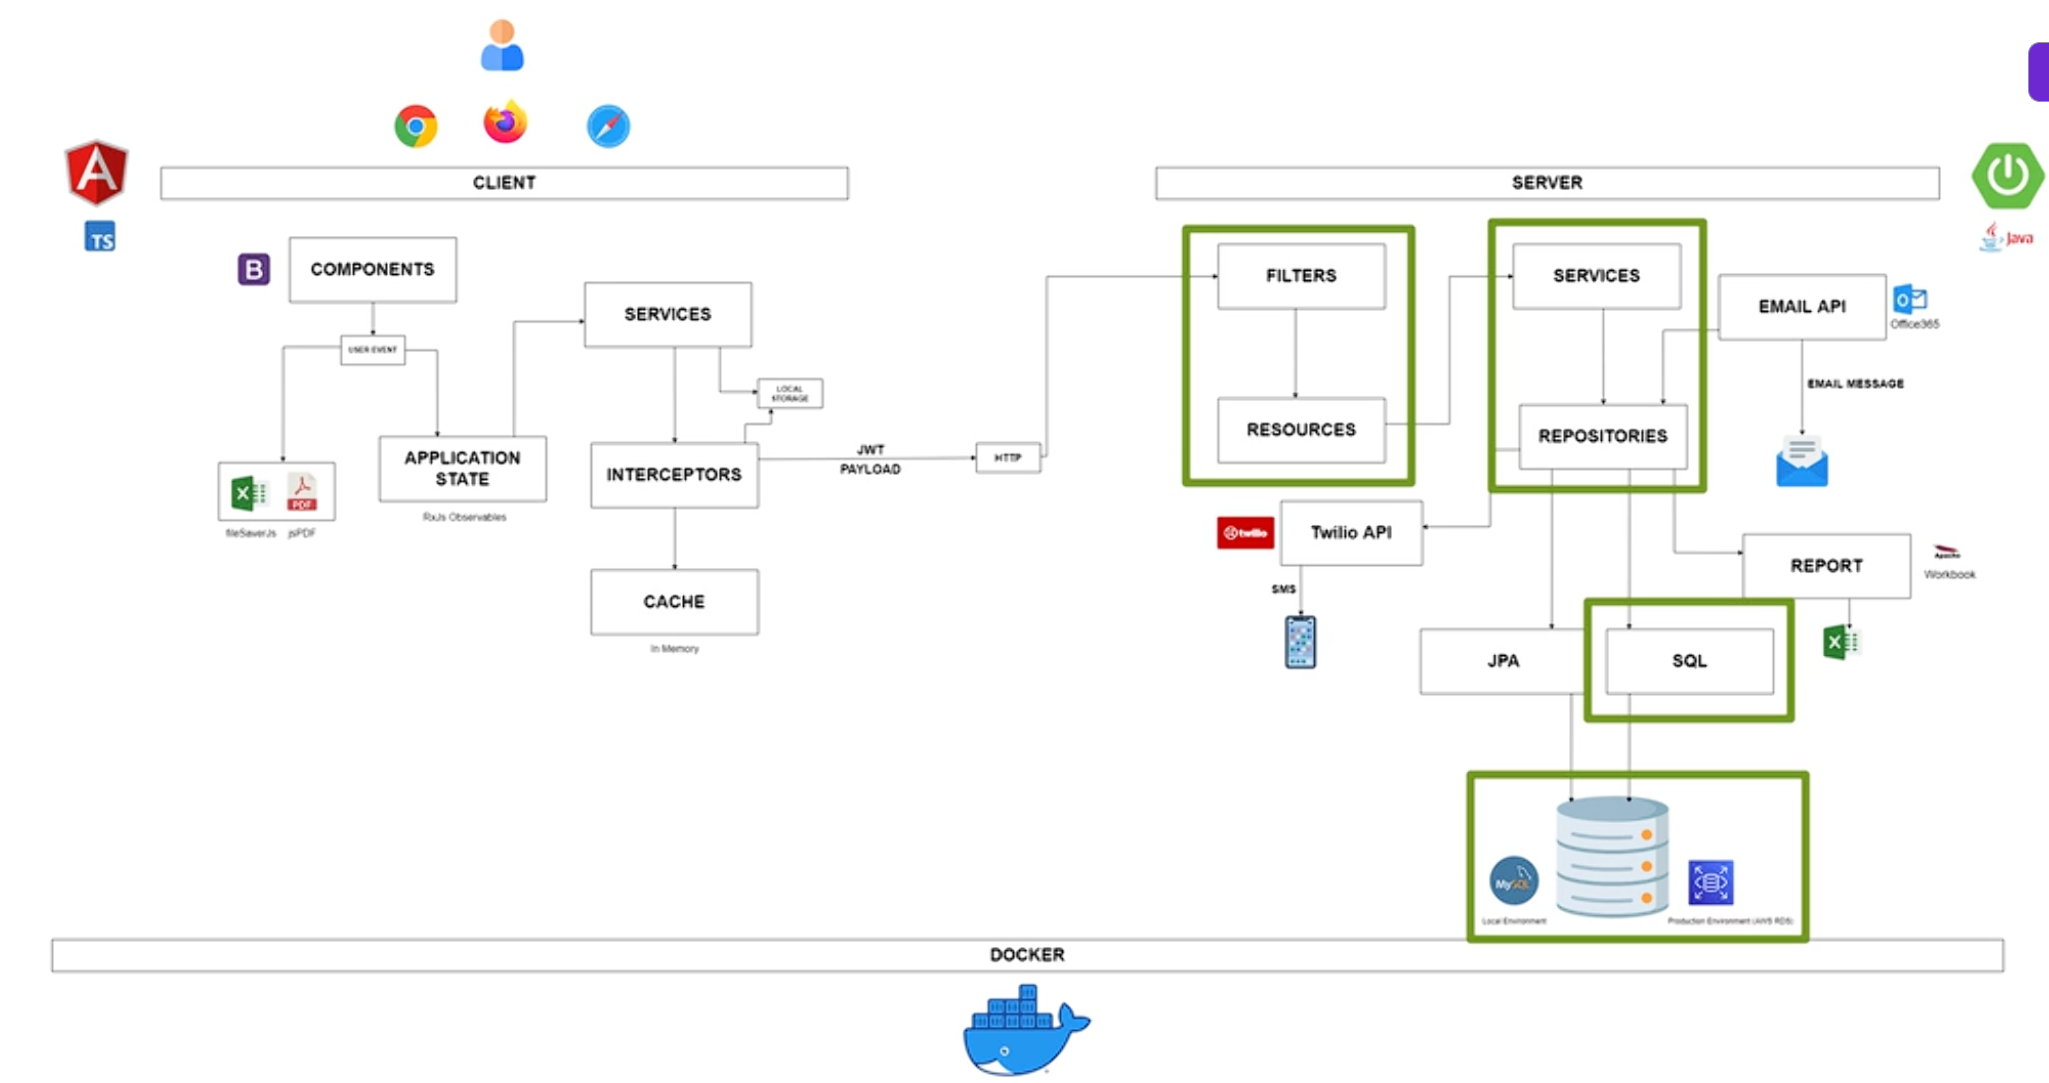 CLIENT
SERVER
TS
Java
B
COMPONENTS
USER EVENT
SERVICES
LOCAL
STORAGE
APPLICATION
STATE
RxJs Observables
PDF
fileSaverJs
jsPDF
INTERCEPTORS
JWT
PAYLOAD
HTTP
CACHE
In Memory
FILTERS
RESOURCES
SERVICES
REPOSITORIES
EMAIL API
Office365
EMAIL MESSAGE
twilio
Twilio API
SMS
REPORT
Apache
Workbook
JPA
SQL
MySQL
Local Environment
Production Environment (AWS RDS)
DOCKER